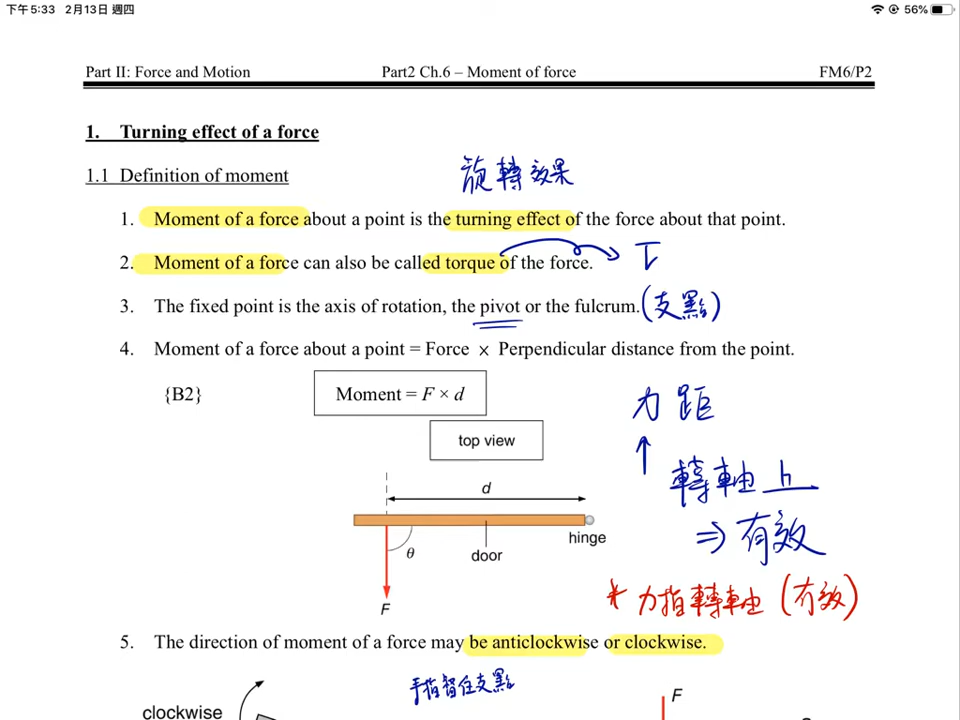 下午5:33 2月13日 週四 56%
Part II: Force and Motion Part2 Ch.6 – Moment of force FM6/P2
1. Turning effect of a force
1.1 Definition of moment
旋轉效果
1. Moment of a force about a point is the turning effect of the force about that point.
2. Moment of a force can also be called torque of the force.
3. The fixed point is the axis of rotation, the pivot or the fulcrum. (支點)
4. Moment of a force about a point = Force × Perpendicular distance from the point.
{B2} Moment = F × d
力距
top view
↑
轉軸上
d
⇒ 有效
hinge
θ
door
* 力指轉軸 (有效)
F
5. The direction of moment of a force may be anticlockwise or clockwise.
手指住支點
F
clockwise